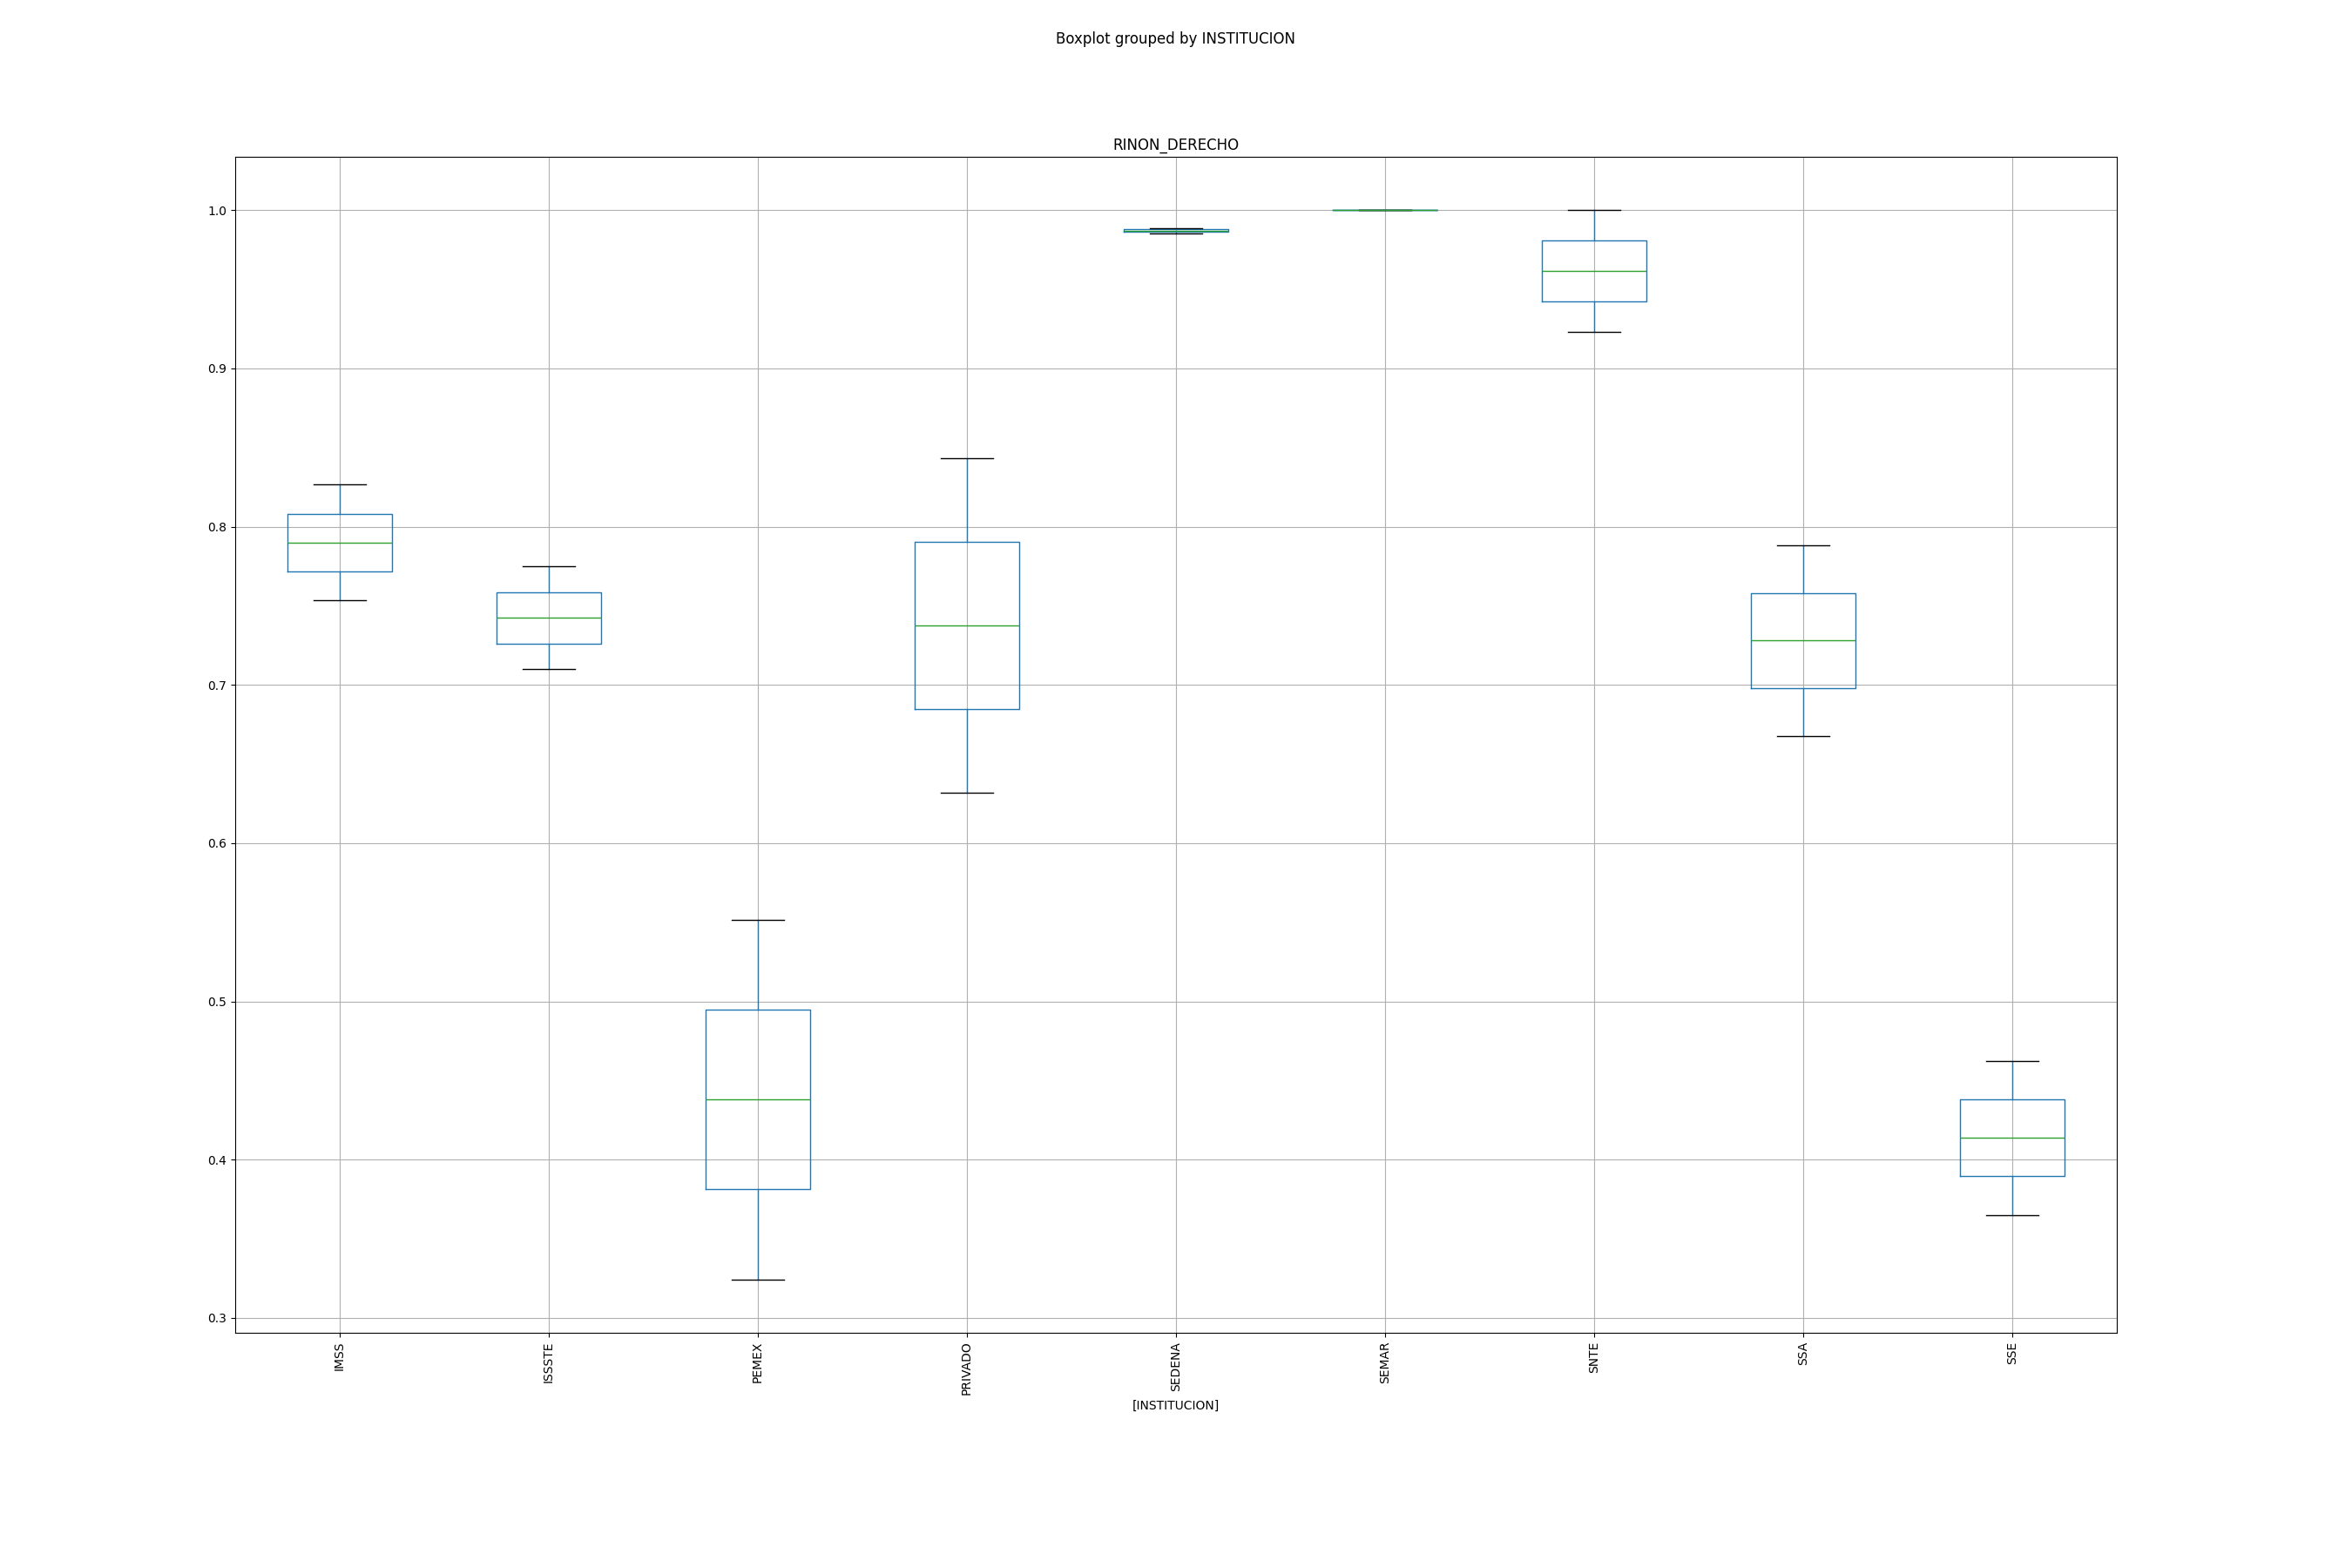 Boxplot grouped by INSTITUCION
RINON_DERECHO
1.0
0.9
0.8
0.7
0.6
0.5
0.4
0.3
IMSS
ISSSTE
PEMEX
PRIVADO
SEDENA
SEMAR
SNTE
SSA
SSE
[INSTITUCION]